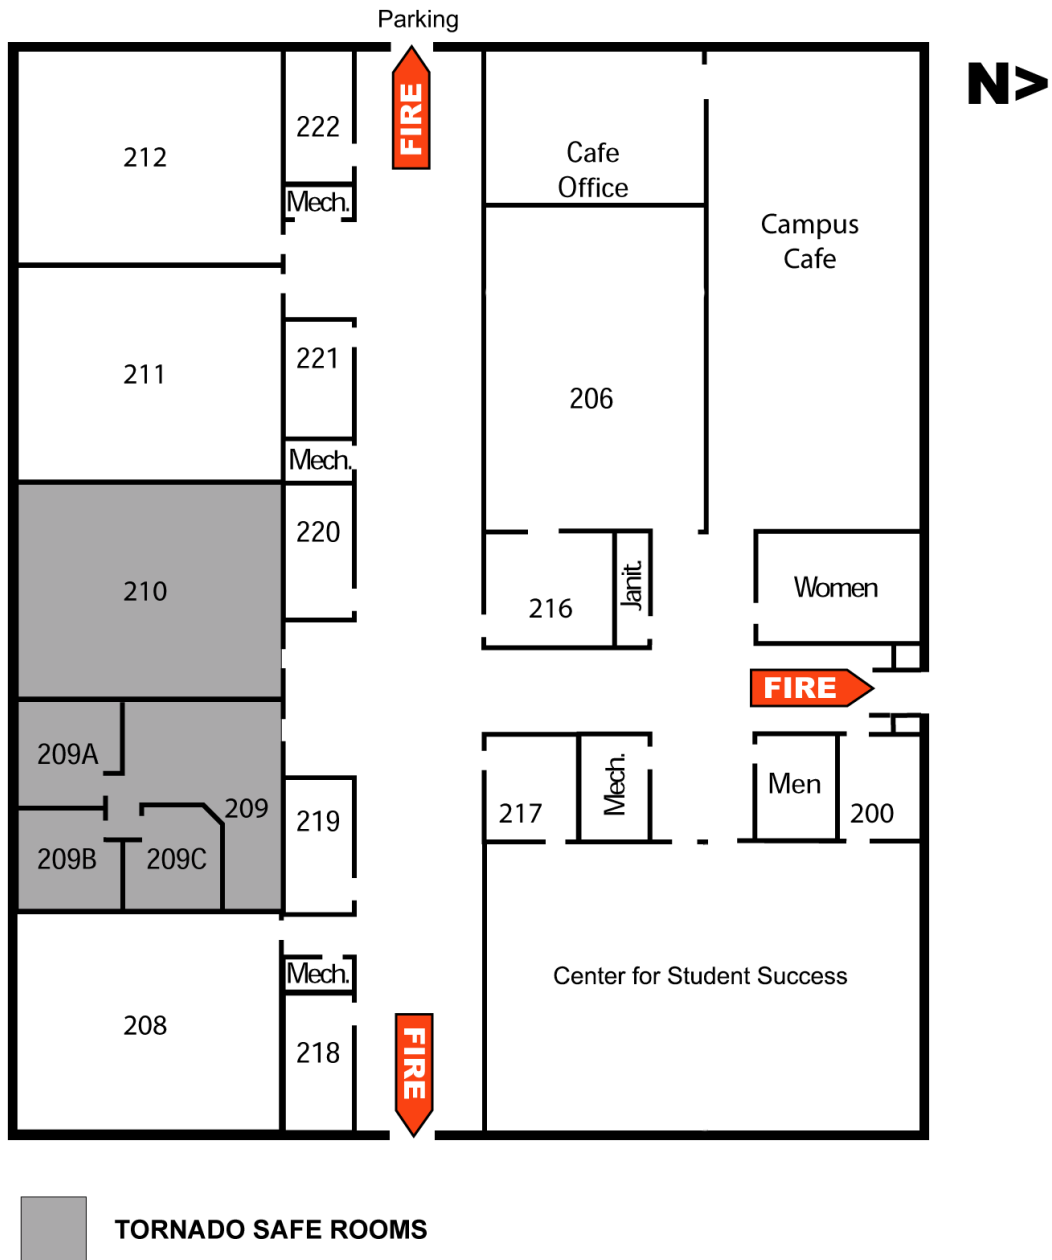 Parking
N>
FIRE
222
212
Cafe
Office
Mech.
Campus
Cafe
221
211
206
Mech.
220
210
Janit.
Women
216
FIRE
209A
Mech.
Men
209
219
217
200
209B
209C
Center for Student Success
Mech.
208
218
FIRE
TORNADO SAFE ROOMS